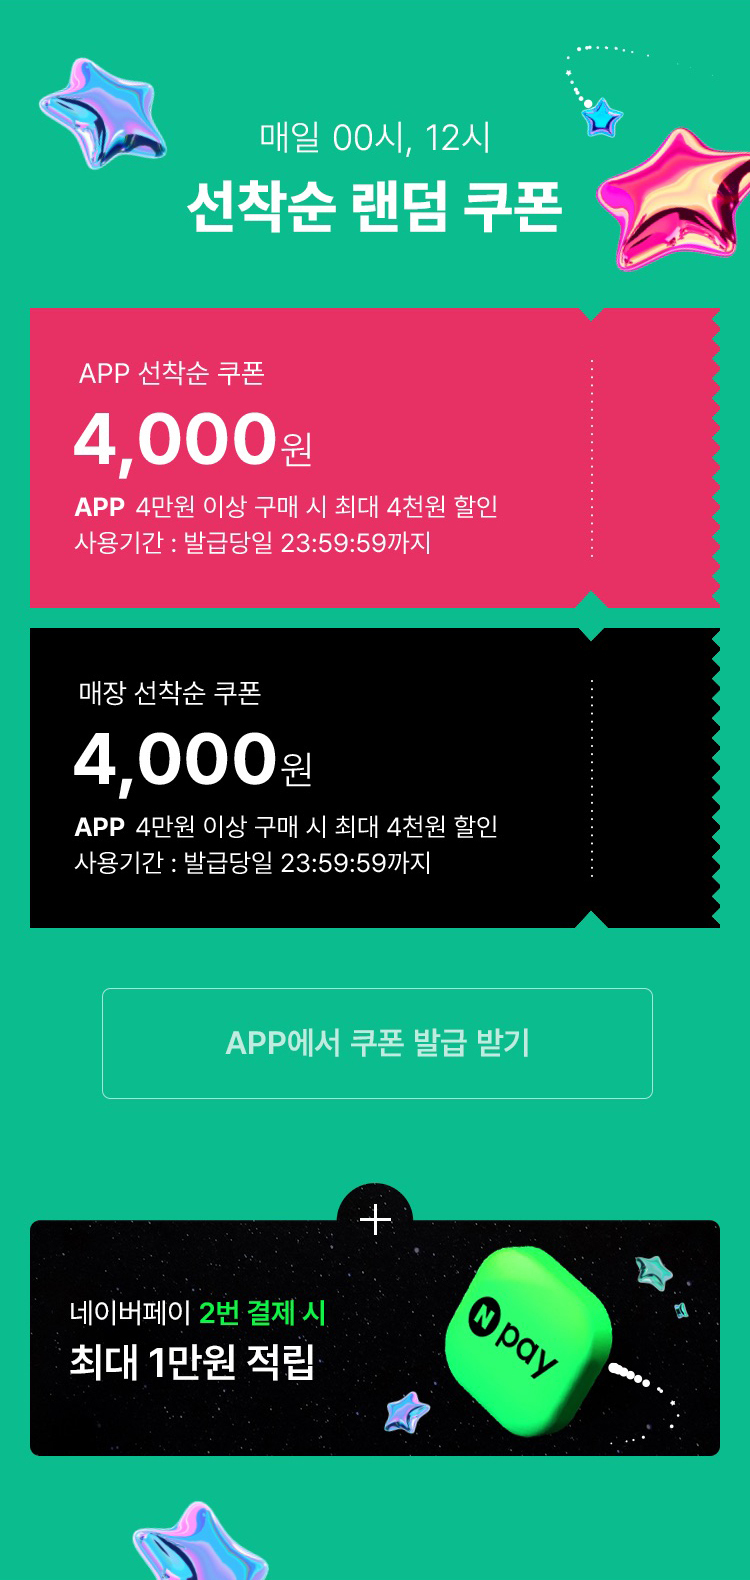 매일 00시, 12시
선착순 랜덤 쿠폰
APP 선착순 쿠폰
4,000원
APP 4만원 이상 구매 시 최대 4천원 할인
사용기간 : 발급당일 23:59:59까지
매장 선착순 쿠폰
4,000원
APP 4만원 이상 구매 시 최대 4천원 할인
사용기간 : 발급당일 23:59:59까지
APP에서 쿠폰 발급 받기
네이버페이 2번 결제 시
최대 1만원 적립
N pay